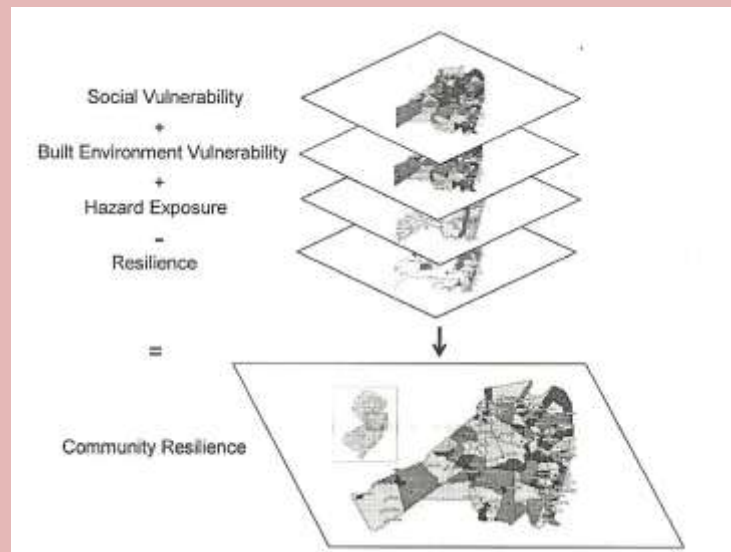 Social Vulnerability
+
Built Environment Vulnerability
+
Hazard Exposure
-
Resilience
=
Community Resilience